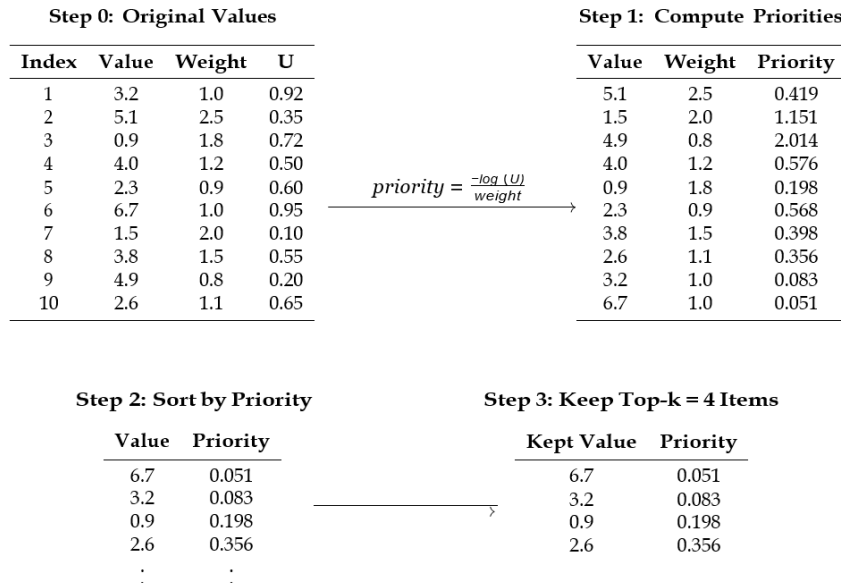 Step 0: Original Values
Index Value Weight U
1 3.2 1.0 0.92
2 5.1 2.5 0.35
3 0.9 1.8 0.72
4 4.0 1.2 0.50
5 2.3 0.9 0.60
6 6.7 1.0 0.95
7 1.5 2.0 0.10
8 3.8 1.5 0.55
9 4.9 0.8 0.20
10 2.6 1.1 0.65
priority = −log (U) / weight
Step 1: Compute Priorities
Value Weight Priority
5.1 2.5 0.419
1.5 2.0 1.151
4.9 0.8 2.014
4.0 1.2 0.576
0.9 1.8 0.198
2.3 0.9 0.568
3.8 1.5 0.398
2.6 1.1 0.356
3.2 1.0 0.083
6.7 1.0 0.051
Step 2: Sort by Priority
Value Priority
6.7 0.051
3.2 0.083
0.9 0.198
2.6 0.356
. .
. .
Step 3: Keep Top-k = 4 Items
Kept Value Priority
6.7 0.051
3.2 0.083
0.9 0.198
2.6 0.356